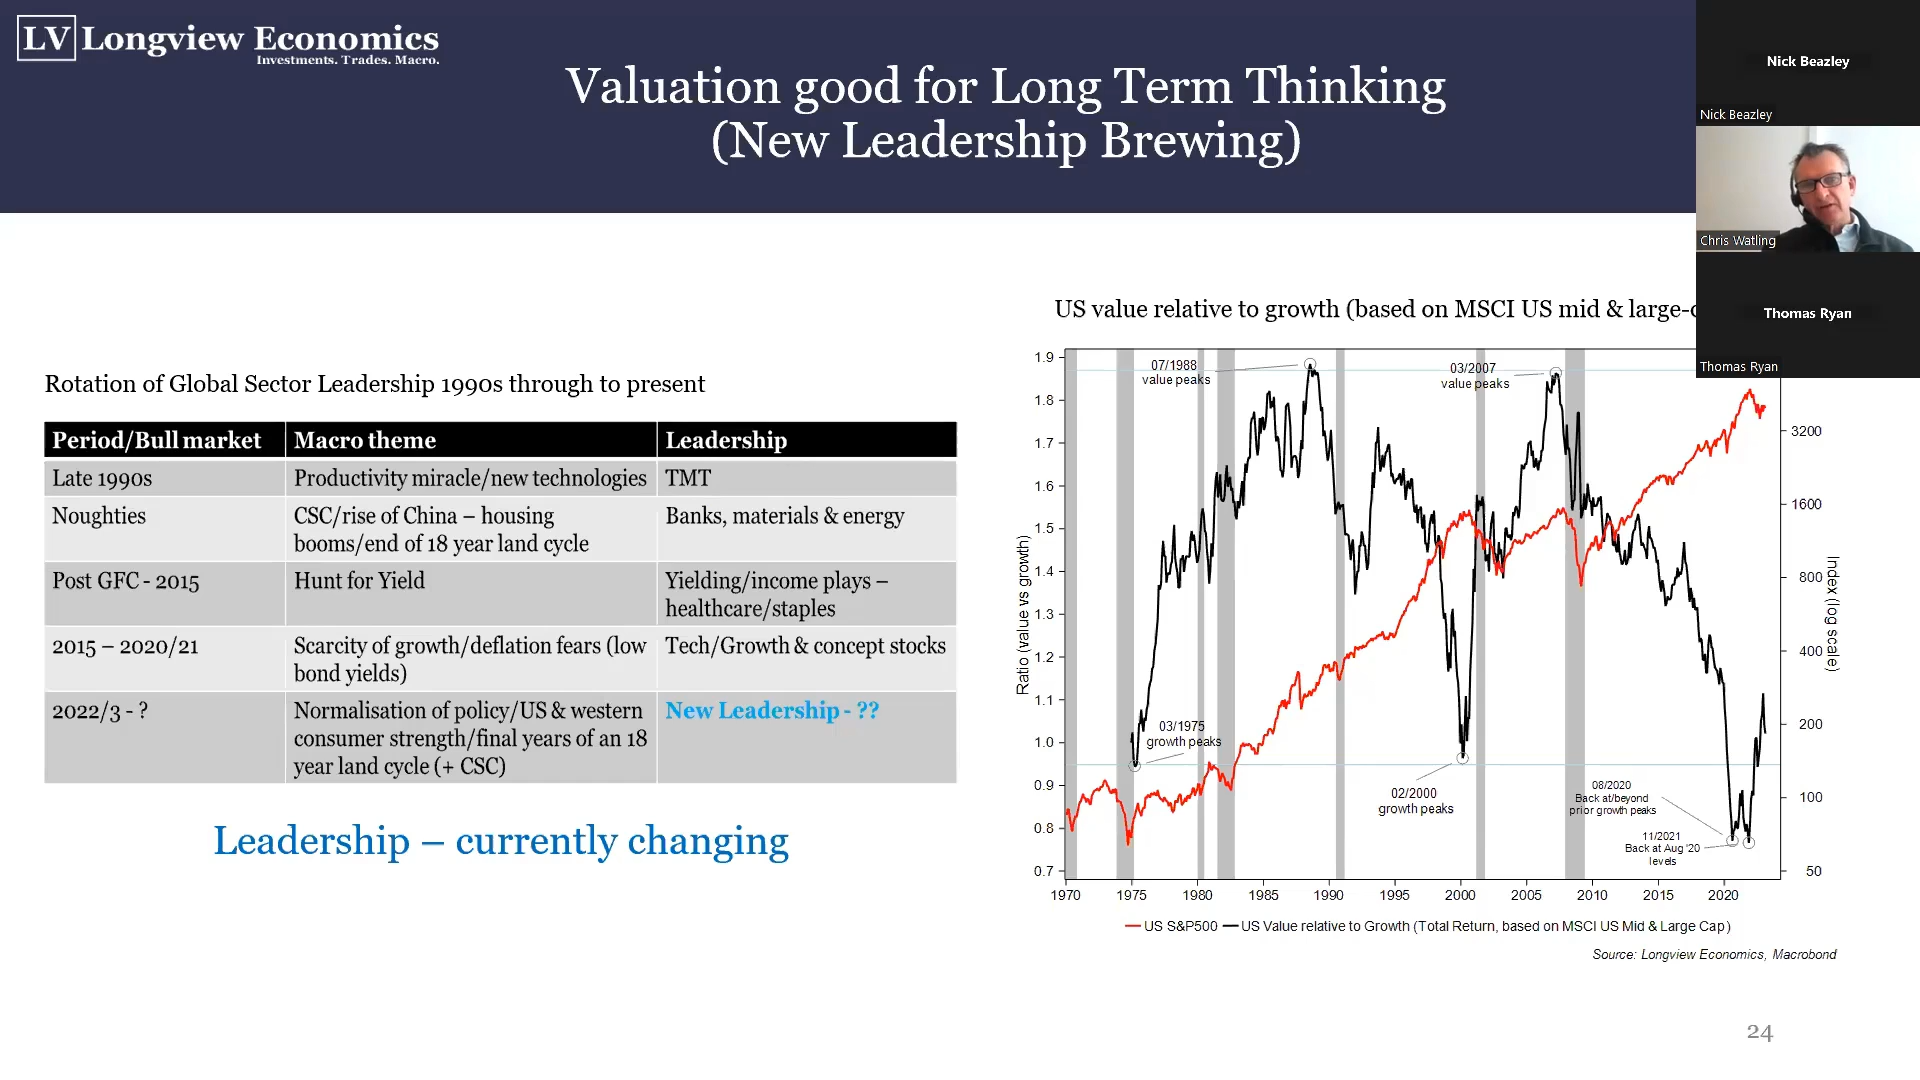 LV Longview Economics
Investments. Trades. Macro.
Valuation good for Long Term Thinking
(New Leadership Brewing)
Nick Beazley
Nick Beazley
Chris Watling
Thomas Ryan
Thomas Ryan
Rotation of Global Sector Leadership 1990s through to present
Period/Bull market Macro theme Leadership
Late 1990s Productivity miracle/new technologies TMT
Noughties CSC/rise of China – housing Banks, materials & energy
booms/end of 18 year land cycle
Post GFC - 2015 Hunt for Yield Yielding/income plays –
healthcare/staples
2015 – 2020/21 Scarcity of growth/deflation fears (low Tech/Growth & concept stocks
bond yields)
2022/3 - ? Normalisation of policy/US & western New Leadership - ??
consumer strength/final years of an 18
year land cycle (+ CSC)
Leadership – currently changing
US value relative to growth (based on MSCI US mid & large-c
Ratio (value vs growth)
1.9
1.8
1.7
1.6
1.5
1.4
1.3
1.2
1.1
1.0
0.9
0.8
0.7
07/1988
value peaks
03/2007
value peaks
03/1975
growth peaks
02/2000
growth peaks
08/2020
Back at/beyond
prior growth peaks
11/2021
Back at Aug '20
levels
3200
1600
800
400
200
100
50
Index (log scale)
1970 1975 1980 1985 1990 1995 2000 2005 2010 2015 2020
US S&P500 US Value relative to Growth (Total Return, based on MSCI US Mid & Large Cap)
Source: Longview Economics, Macrobond
24